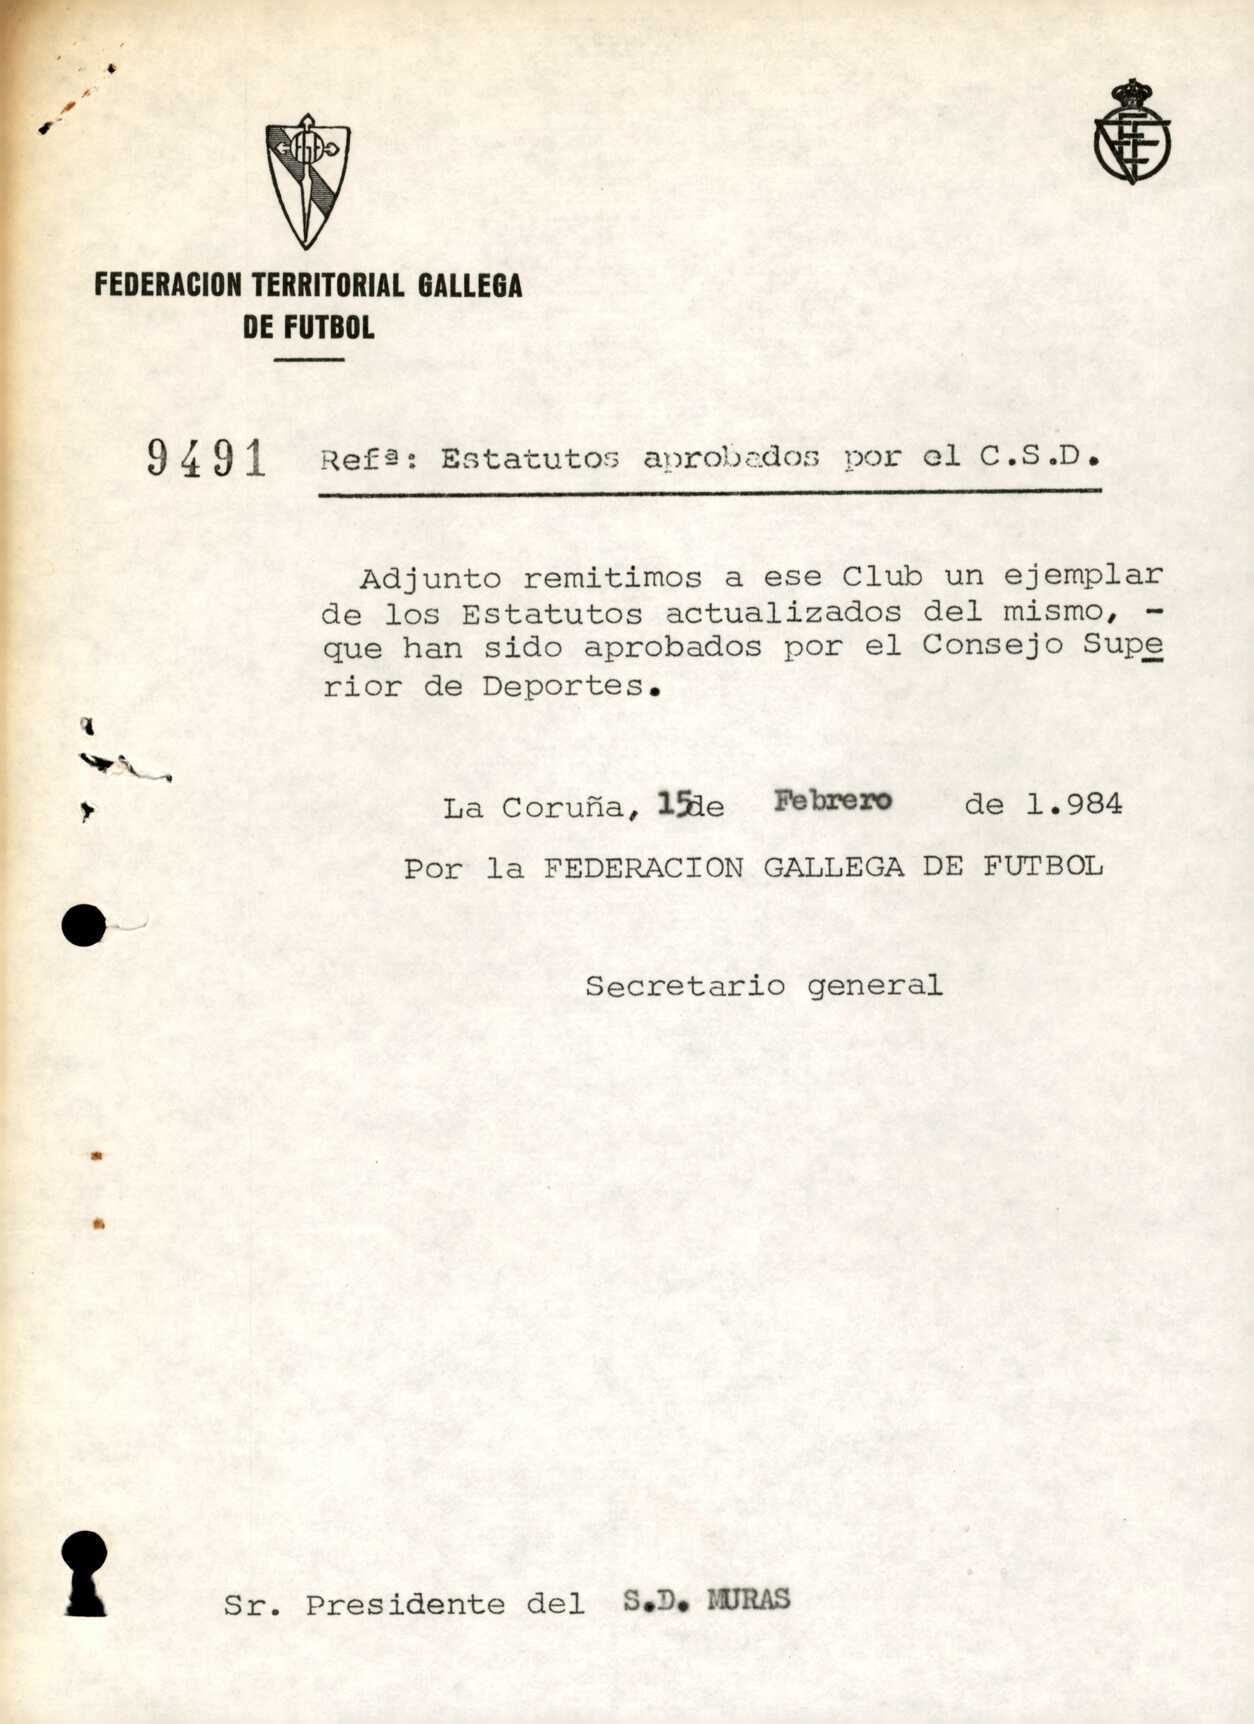 FEDERACION TERRITORIAL GALLEGA
DE FUTBOL
9491 Refª: Estatutos aprobados por el C.S.D.
Adjunto remitimos a ese Club un ejemplar
de los Estatutos actualizados del mismo, -
que han sido aprobados por el Consejo Supe
rior de Deportes.
La Coruña, 15 de Febrero de 1.984
Por la FEDERACION GALLEGA DE FUTBOL
Secretario general
Sr. Presidente del S.D. MURAS